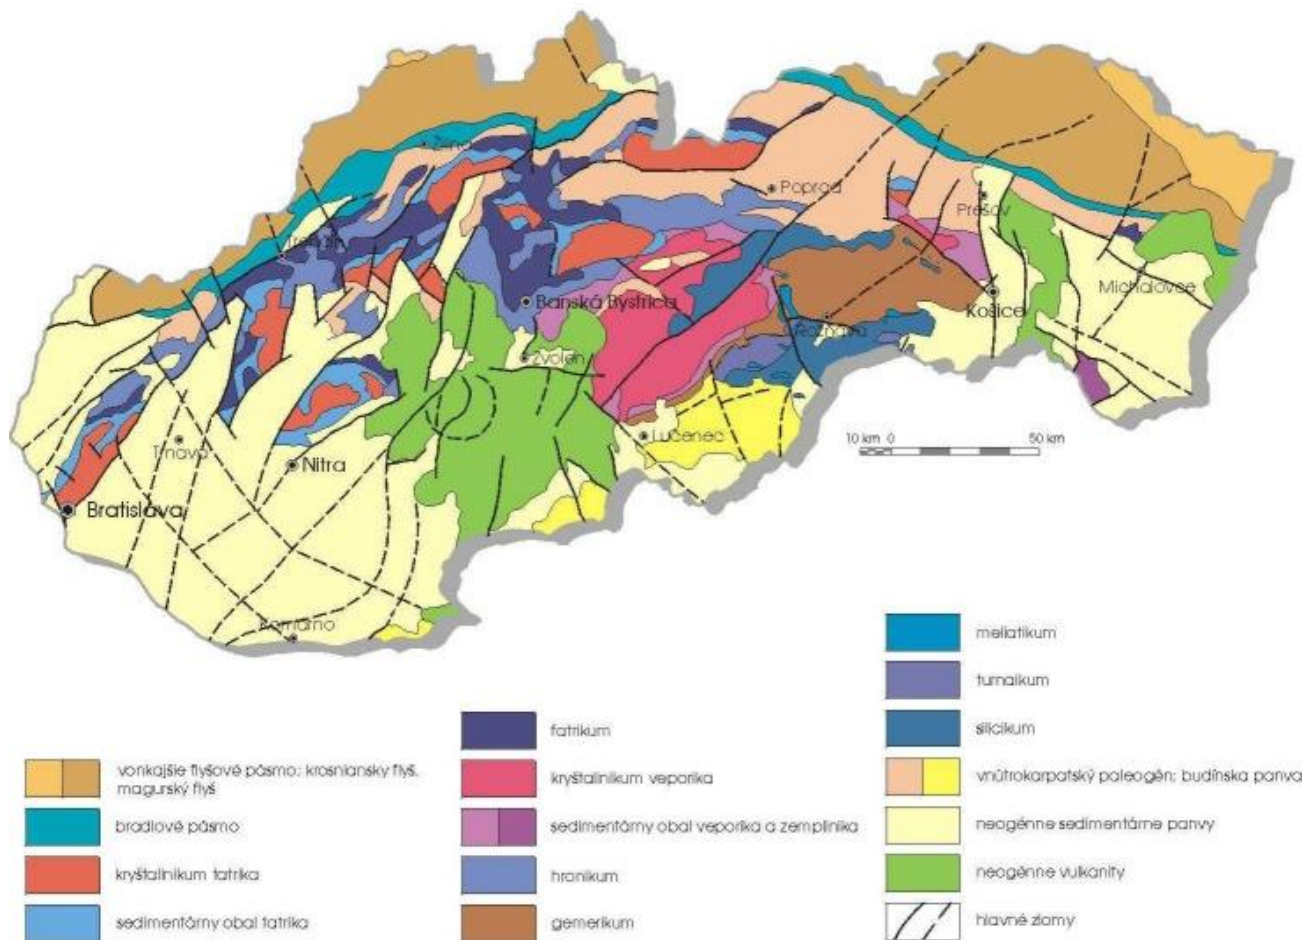 Žilina
Poprad
Prešov
Trenčín
Michalovce
Banská Bystrica
Košice
Rožňava
Zvolen
Lučenec
10 km 0 50 km
Trnava
Nitra
Bratislava
Komárno
vonkajšie flyšové pásmo: krosniansky flyš,
magurský flyš
bradlové pásmo
kryštalinikum tatrika
sedimentárny obal tatrika
fatrikum
kryštalinikum veporika
sedimentárny obal veporika a zemplinika
hronikum
gemerikum
meliatikum
turnaikum
silicikum
vnútrokarpatský paleogén; budínska panva
neogénne sedimentárne panvy
neogénne vulkanity
hlavné zlomy